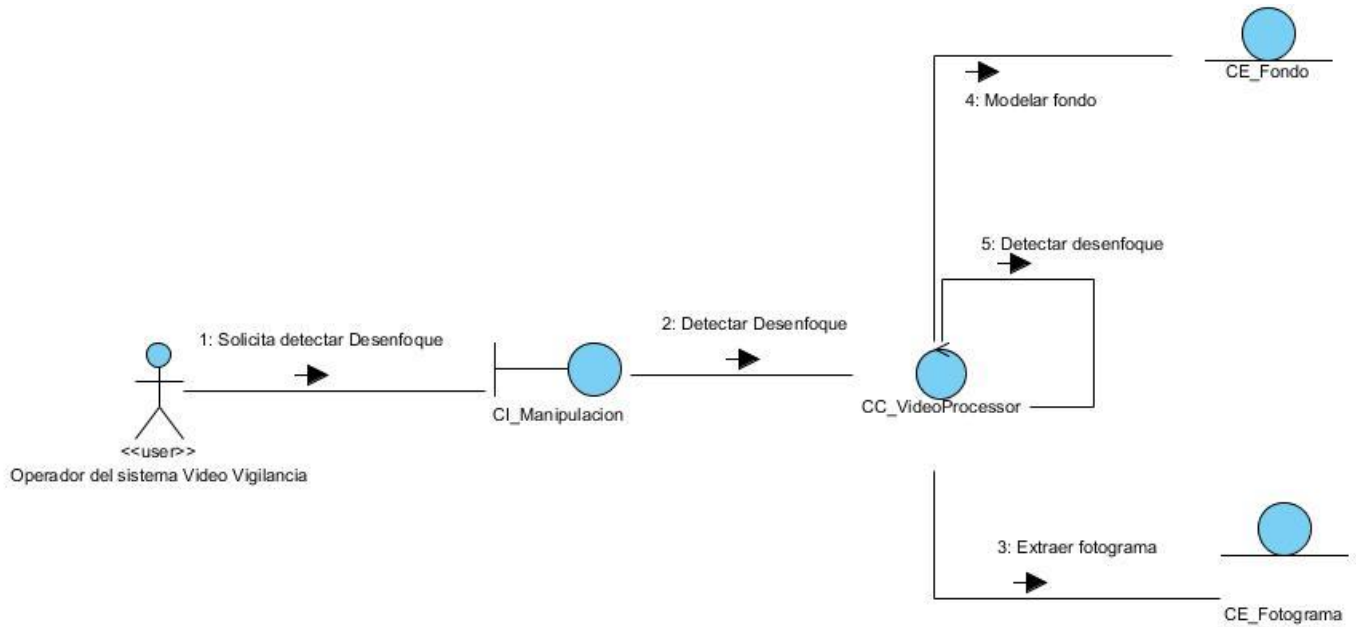 CE_Fondo
4: Modelar fondo
5: Detectar desenfoque
1: Solicita detectar Desenfoque
2: Detectar Desenfoque
CI_Manipulacion
CC_VideoProcessor
<<user>>
Operador del sistema Video Vigilancia
3: Extraer fotograma
CE_Fotograma